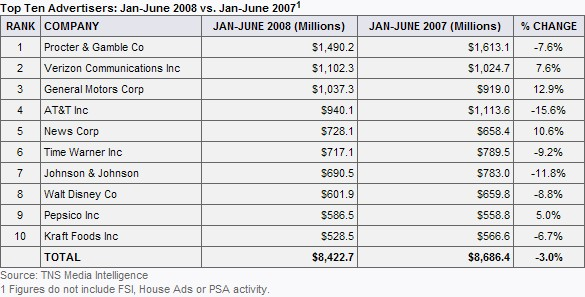 Top Ten Advertisers: Jan-June 2008 vs. Jan-June 2007¹
RANK COMPANY JAN-JUNE 2008 (Millions) JAN-JUNE 2007 (Millions) % CHANGE
1 Procter & Gamble Co $1,490.2 $1,613.1 -7.6%
2 Verizon Communications Inc $1,102.3 $1,024.7 7.6%
3 General Motors Corp $1,037.3 $919.0 12.9%
4 AT&T Inc $940.1 $1,113.6 -15.6%
5 News Corp $728.1 $658.4 10.6%
6 Time Warner Inc $717.1 $789.5 -9.2%
7 Johnson & Johnson $690.5 $783.0 -11.8%
8 Walt Disney Co $601.9 $659.8 -8.8%
9 Pepsico Inc $586.5 $558.8 5.0%
10 Kraft Foods Inc $528.5 $566.6 -6.7%
TOTAL $8,422.7 $8,686.4 -3.0%
Source: TNS Media Intelligence
1 Figures do not include FSI, House Ads or PSA activity.